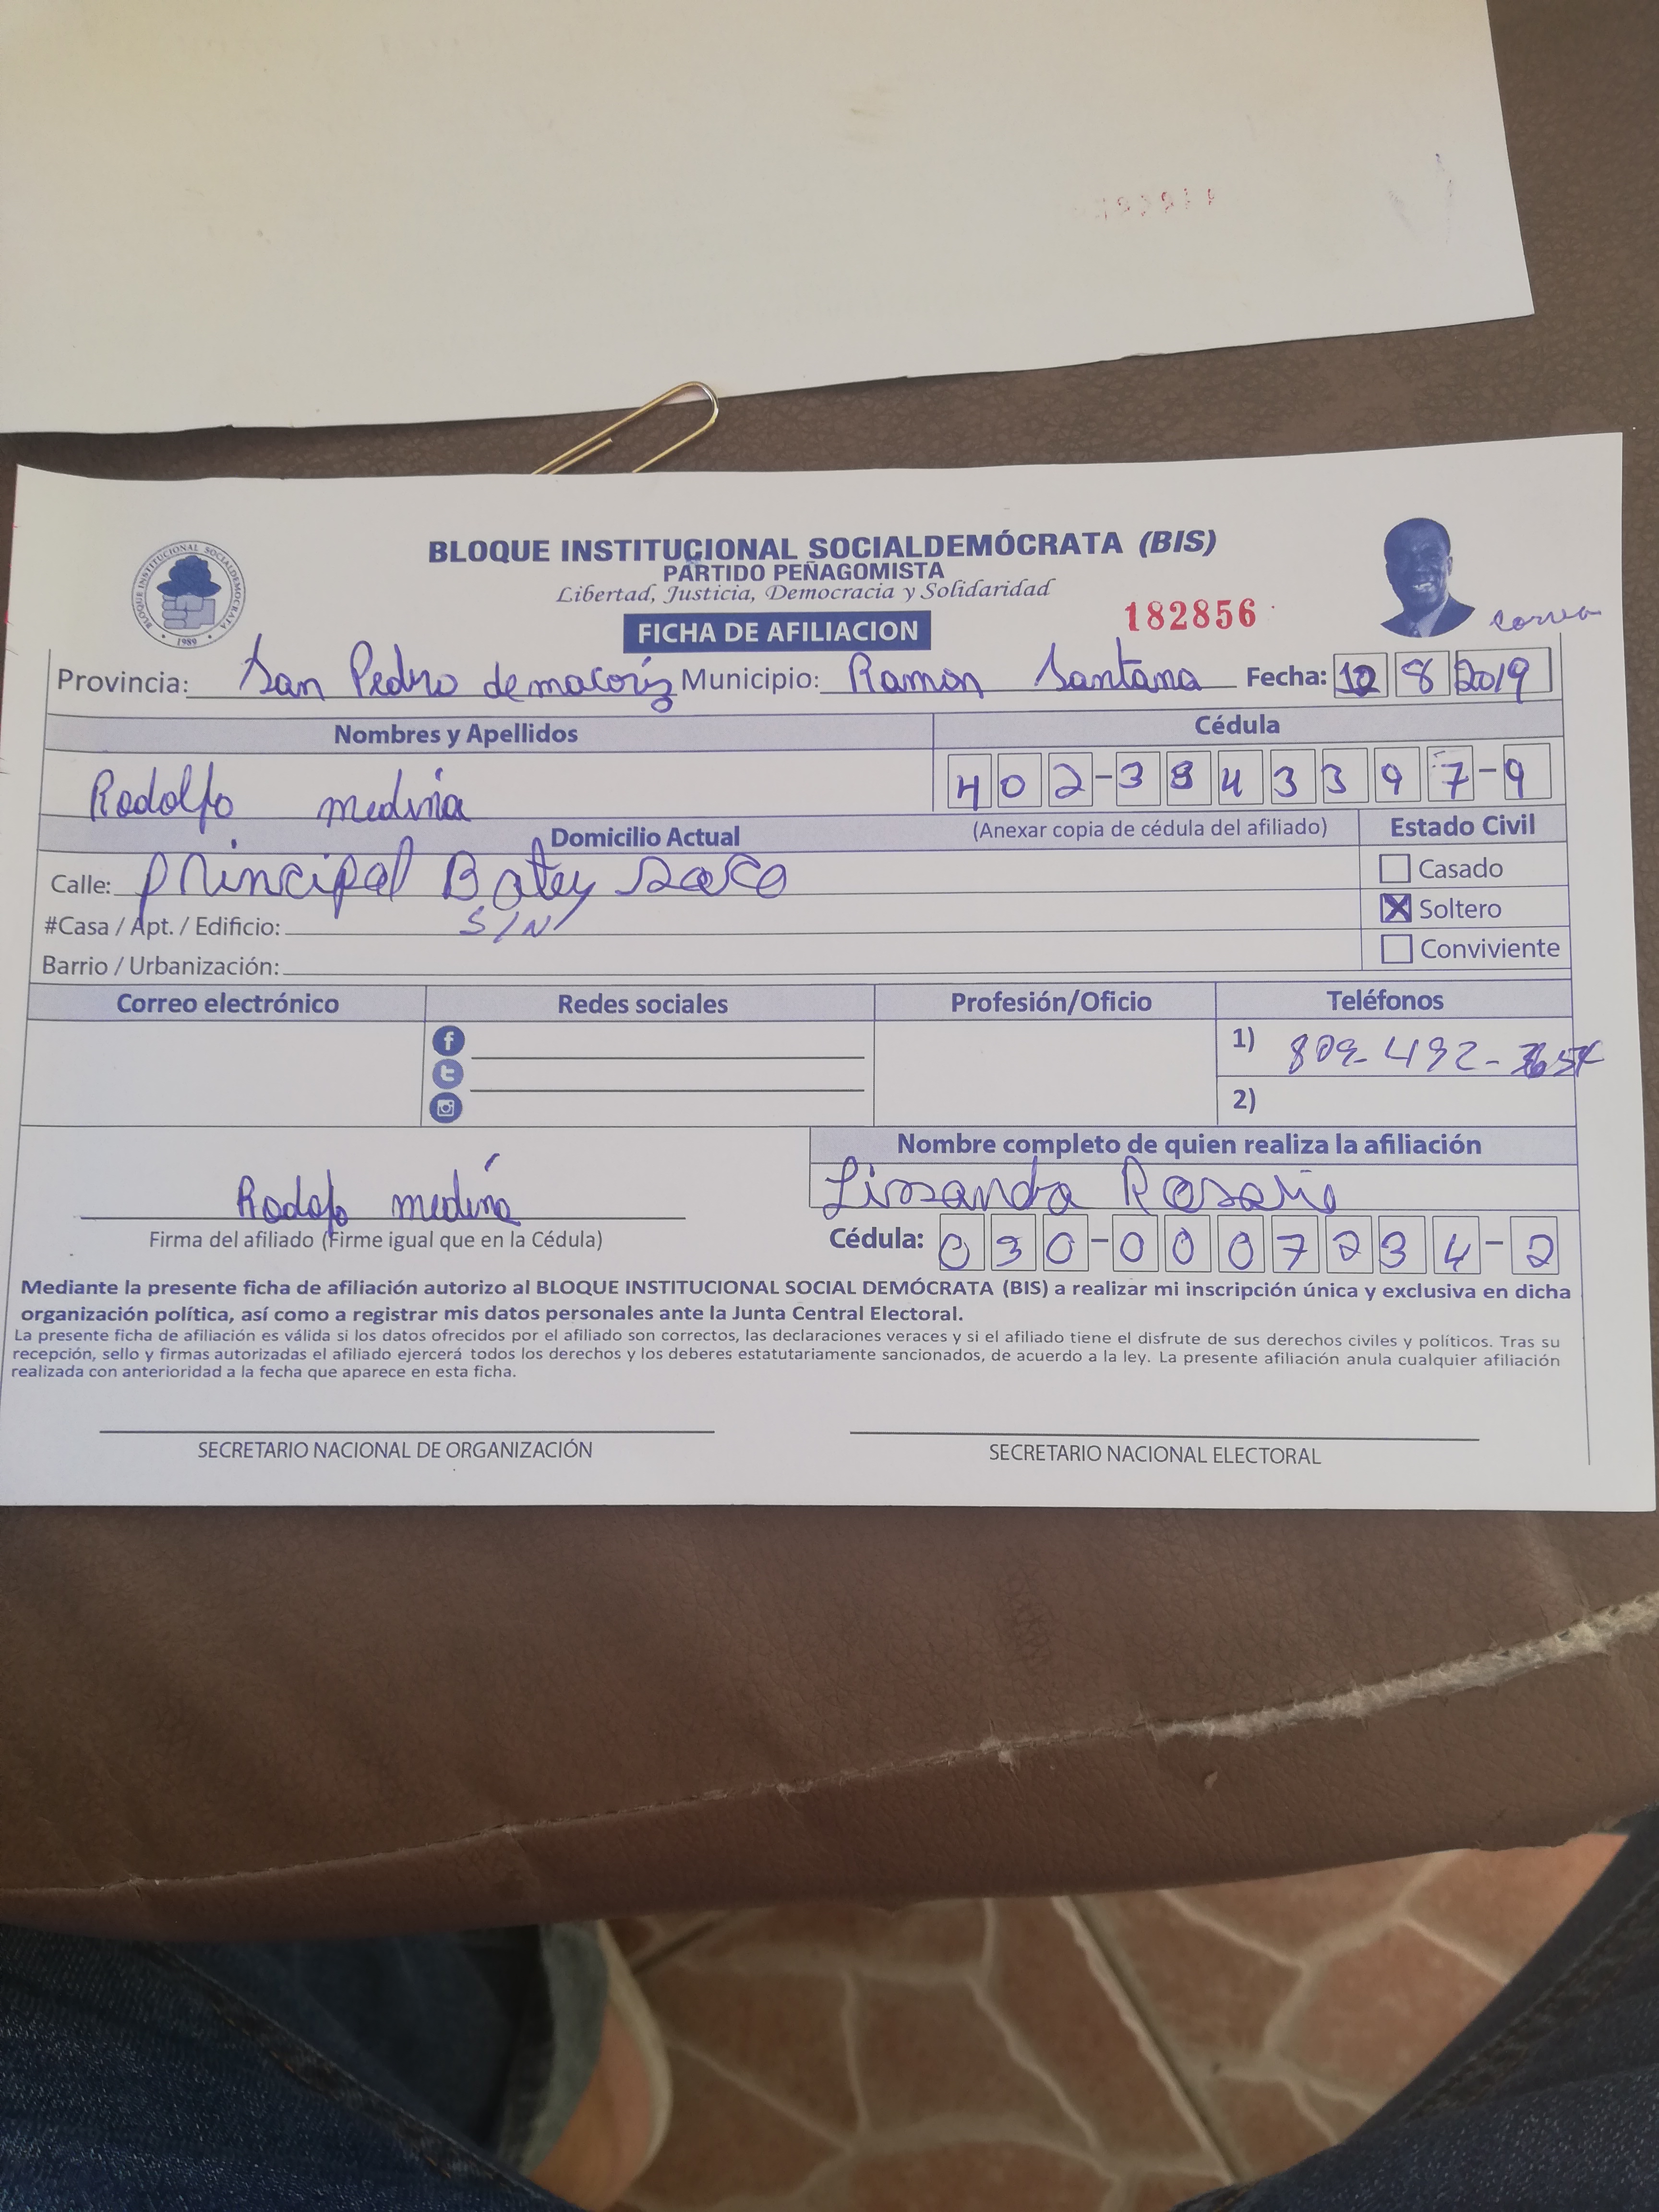 BLOQUE INSTITUCIONAL SOCIALDEMÓCRATA (BIS)
PARTIDO PEÑAGOMISTA
Libertad, Justicia, Democracia y Solidaridad
BLOQUE INSTITUCIONAL SOCIALDEMOCRATA
1989
182856
Correa
FICHA DE AFILIACION
Provincia: San Pedro de macoriz Municipio: Ramon Santana Fecha: 12 8 2019
Nombres y Apellidos Cédula
Rodolfo medina 402-3843397-9
Domicilio Actual (Anexar copia de cédula del afiliado) Estado Civil
Calle: principal Batey Casado
#Casa / Apt. / Edificio: S/N Soltero
Barrio / Urbanización: Conviviente
Correo electrónico Redes sociales Profesión/Oficio Teléfonos
1) 809-492-
2)
Nombre completo de quien realiza la afiliación
Rodofo medina Lissandra Rosario
Firma del afiliado (Firme igual que en la Cédula) Cédula: 030-0007234-2
Mediante la presente ficha de afiliación autorizo al BLOQUE INSTITUCIONAL SOCIAL DEMÓCRATA (BIS) a realizar mi inscripción única y exclusiva en dicha
organización política, así como a registrar mis datos personales ante la Junta Central Electoral.
La presente ficha de afiliación es válida si los datos ofrecidos por el afiliado son correctos, las declaraciones veraces y si el afiliado tiene el disfrute de sus derechos civiles y políticos. Tras su
recepción, sello y firmas autorizadas el afiliado ejercerá todos los derechos y los deberes estatutariamente sancionados, de acuerdo a la ley. La presente afiliación anula cualquier afiliación
realizada con anterioridad a la fecha que aparece en esta ficha.
SECRETARIO NACIONAL DE ORGANIZACIÓN SECRETARIO NACIONAL ELECTORAL